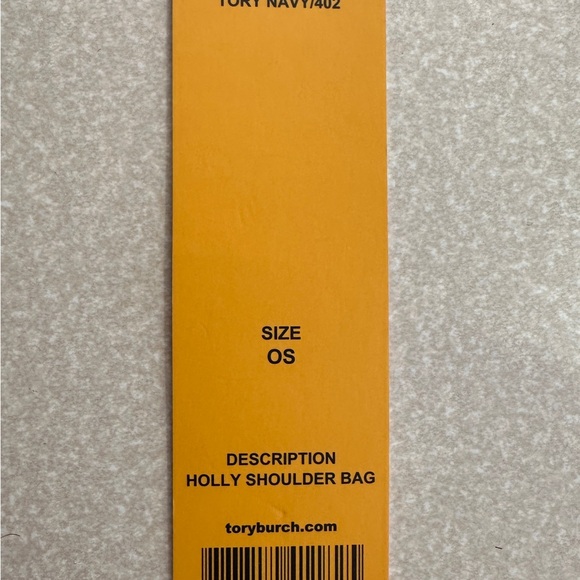 TORY NAVY/402
SIZE
OS
DESCRIPTION
HOLLY SHOULDER BAG
toryburch.com